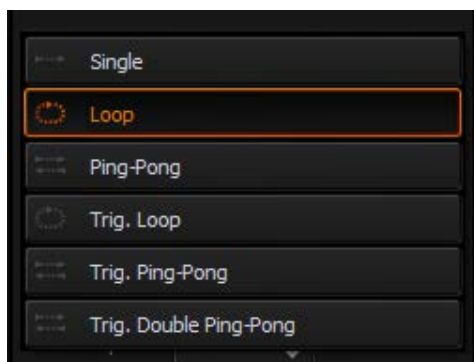 Single
Loop
Ping-Pong
Trig. Loop
Trig. Ping-Pong
Trig. Double Ping-Pong